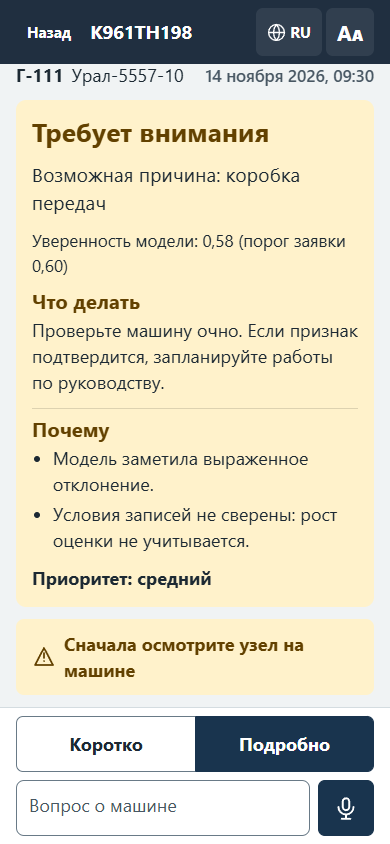 Назад K961TH198 RU Aa
Г-111 Урал-5557-10 14 ноября 2026, 09:30
Требует внимания
Возможная причина: коробка
передач
Уверенность модели: 0,58 (порог заявки
0,60)
Что делать
Проверьте машину очно. Если признак
подтвердится, запланируйте работы
по руководству.
Почему
• Модель заметила выраженное
отклонение.
• Условия записей не сверены: рост
оценки не учитывается.
Приоритет: средний
Сначала осмотрите узел на
машине
Коротко Подробно
Вопрос о машине